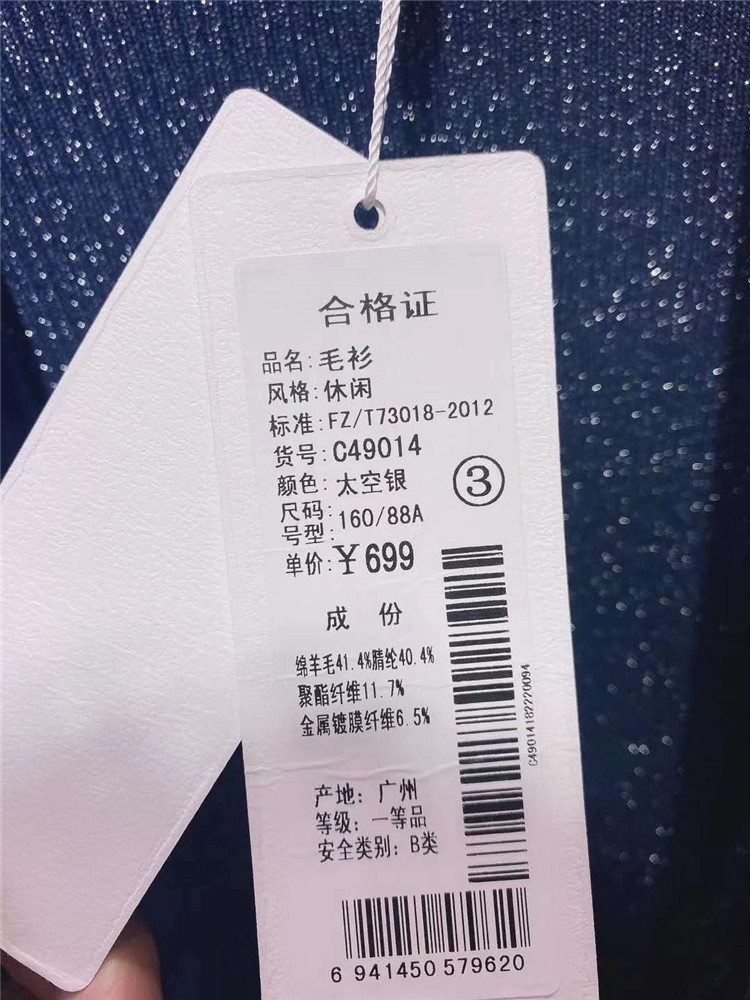 合格证
品名:毛衫
风格:休闲
标准:FZ/T73018-2012
货号:C49014
颜色:太空银
③
尺码:
号型:160/88A
单价:¥699
成 份
绵羊毛41.4%腈纶40.4%
聚酯纤维11.7%
金属镀膜纤维6.5%
C49014182220094
产地: 广州
等级: 一等品
安全类别: B类
6 941450 579620